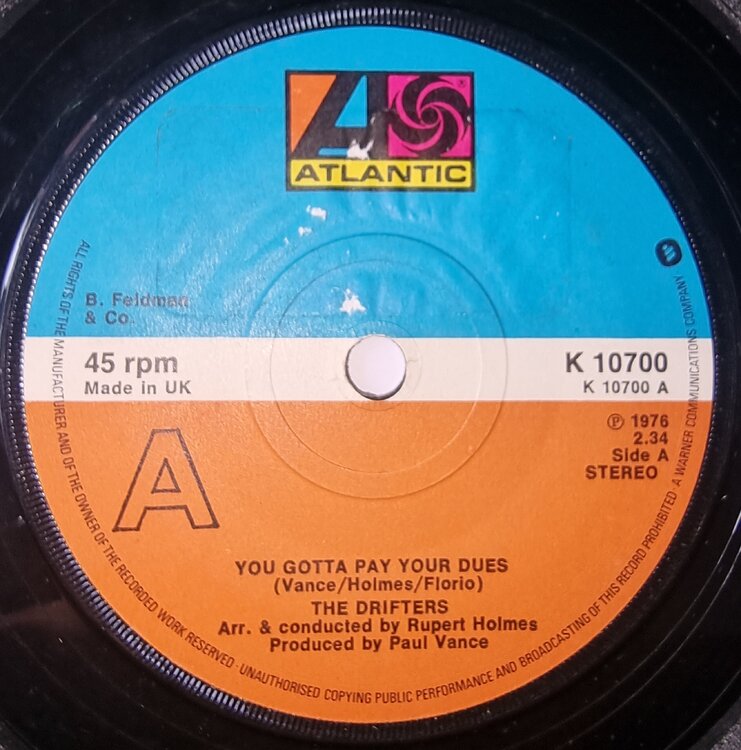 ATLANTIC
B. Feldman
& Co.
45 rpm
Made in UK
K 10700
K 10700 A
℗ 1976
2.34
Side A
STEREO
A
YOU GOTTA PAY YOUR DUES
(Vance/Holmes/Florio)
THE DRIFTERS
Arr. & conducted by Rupert Holmes
Produced by Paul Vance
ALL RIGHTS OF THE MANUFACTURER AND OF THE OWNER OF THE RECORDED WORK RESERVED · UNAUTHORISED COPYING PUBLIC PERFORMANCE AND BROADCASTING OF THIS RECORD PROHIBITED · A WARNER COMMUNICATIONS COMPANY